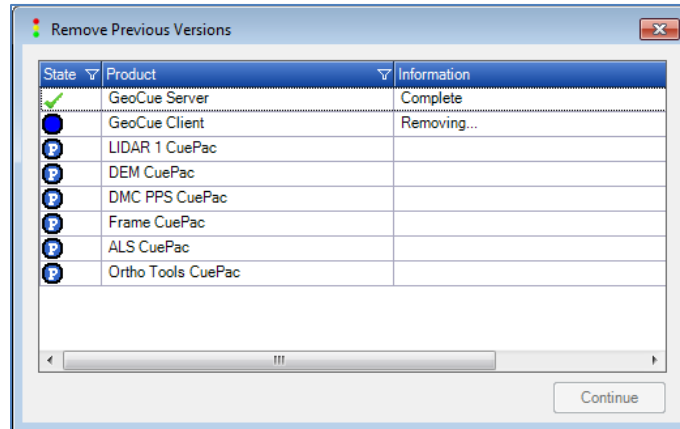 Remove Previous Versions
State Product Information
GeoCue Server Complete
GeoCue Client Removing...
P LIDAR 1 CuePac
P DEM CuePac
P DMC PPS CuePac
P Frame CuePac
P ALS CuePac
P Ortho Tools CuePac
Continue